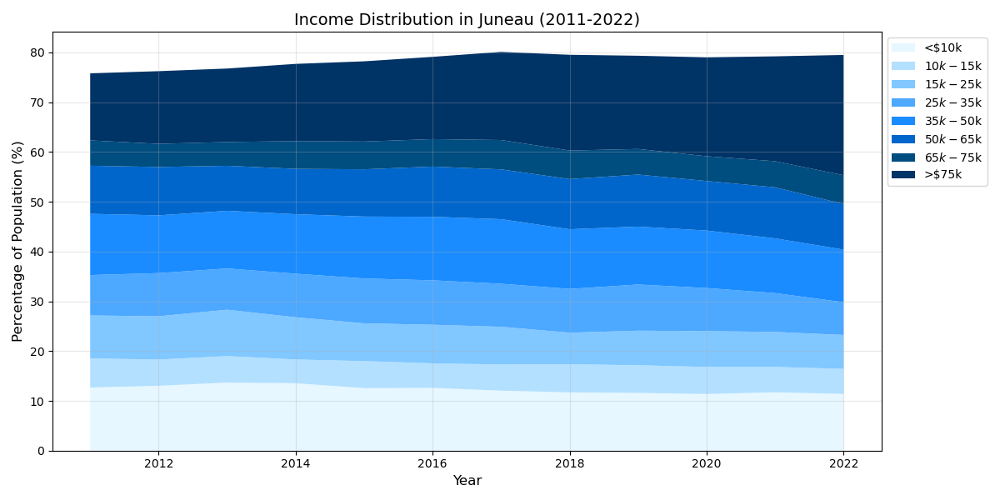 Income Distribution in Juneau (2011-2022)
80
70
60
50
40
30
20
10
0
Percentage of Population (%)
2012 2014 2016 2018 2020 2022
Year
<$10k
10k − 15k
15k − 25k
25k − 35k
35k − 50k
50k − 65k
65k − 75k
>$75k